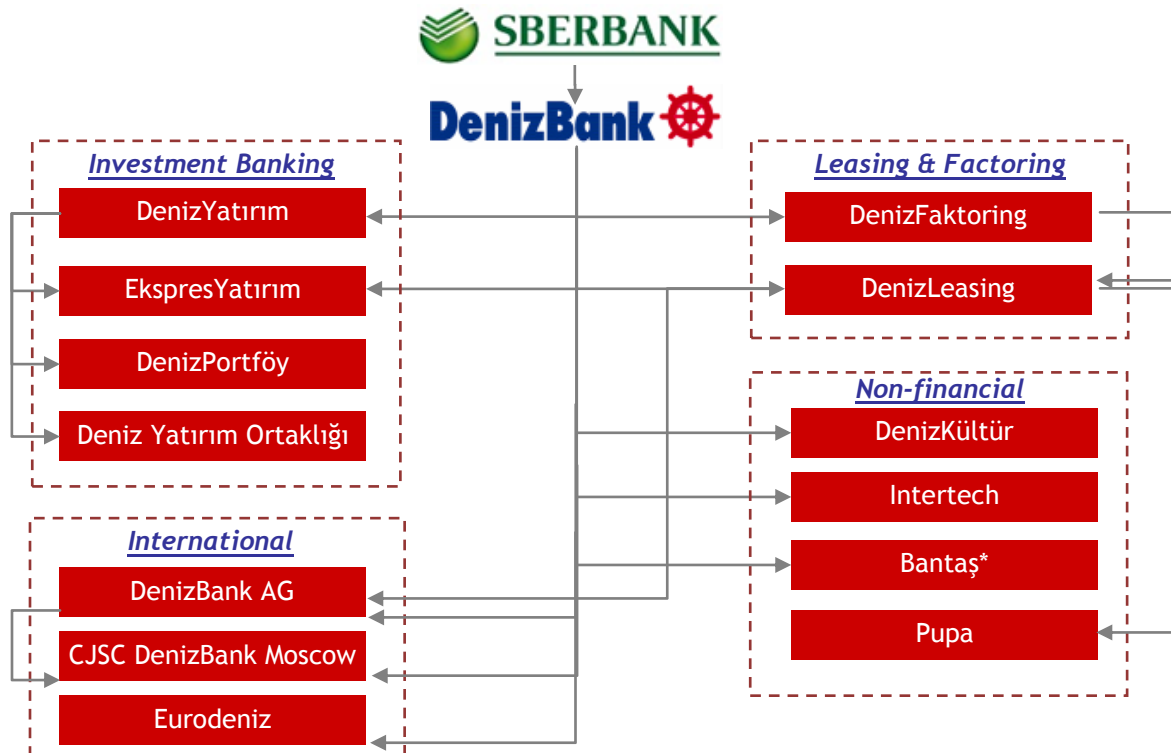 SBERBANK
DenizBank
Investment Banking
DenizYatırım
EkspresYatırım
DenizPortföy
Deniz Yatırım Ortaklığı
International
DenizBank AG
CJSC DenizBank Moscow
Eurodeniz
Leasing & Factoring
DenizFaktoring
DenizLeasing
Non-financial
DenizKültür
Intertech
Bantaş*
Pupa